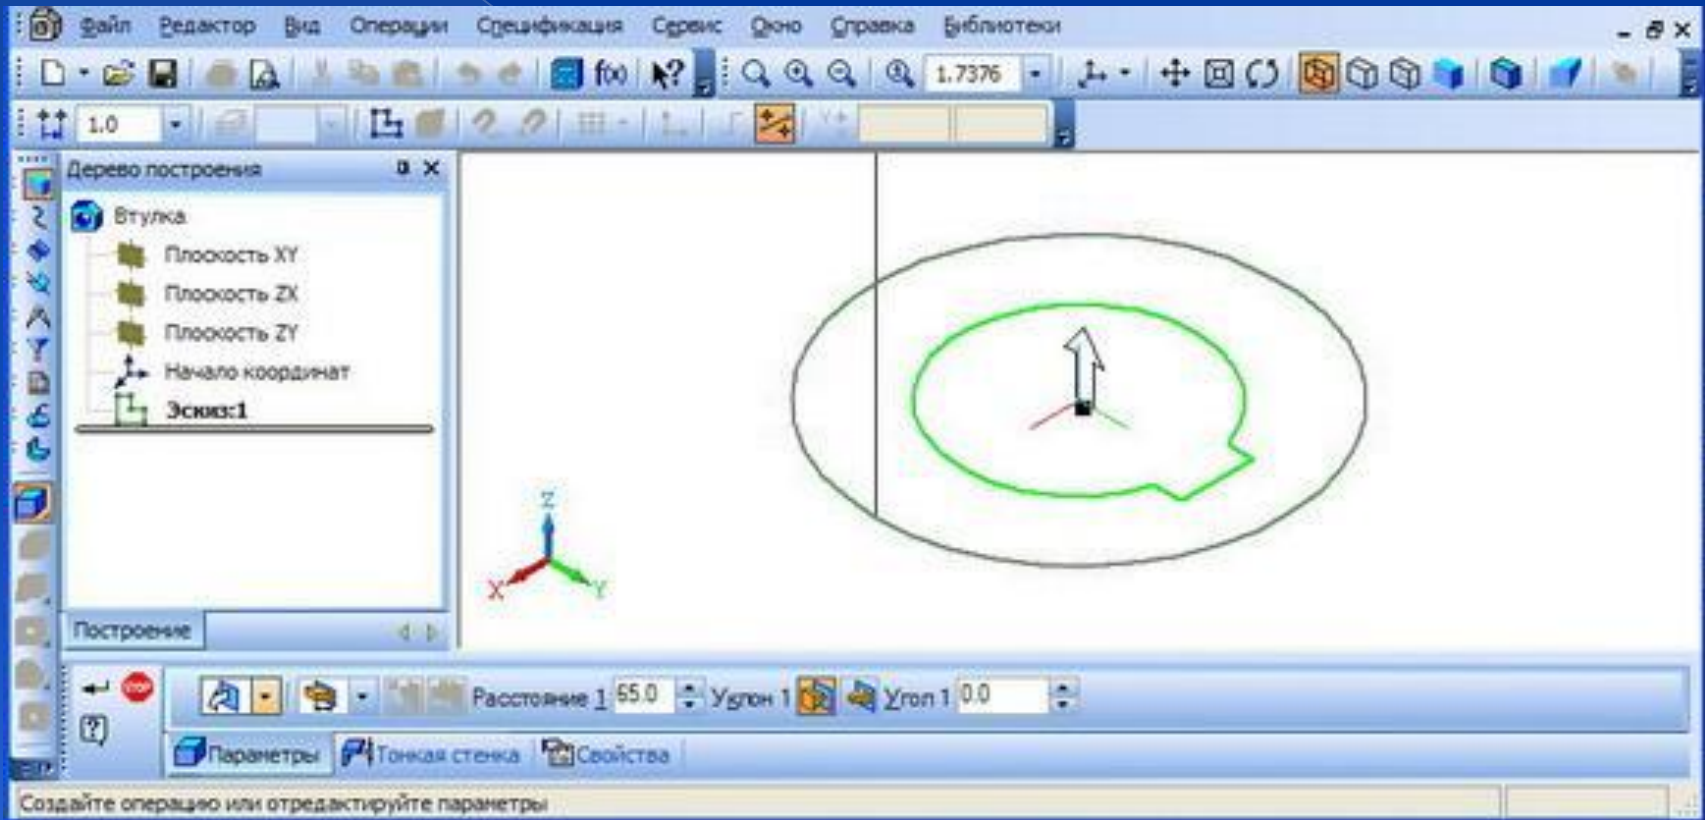 Файл Редактор Вид Операции Спецификация Сервис Окно Справка Библиотеки
f(x) 1.7376
1.0
Дерево построения
Втулка
Плоскость XY
Плоскость ZX
Плоскость ZY
Начало координат
Эскиз:1
Z
X
Y
Построение
STOP
Расстояние 1 65.0 Уклон 1 Угол 1 0.0
Параметры Тонкая стенка Свойства
Создайте операцию или отредактируйте параметры